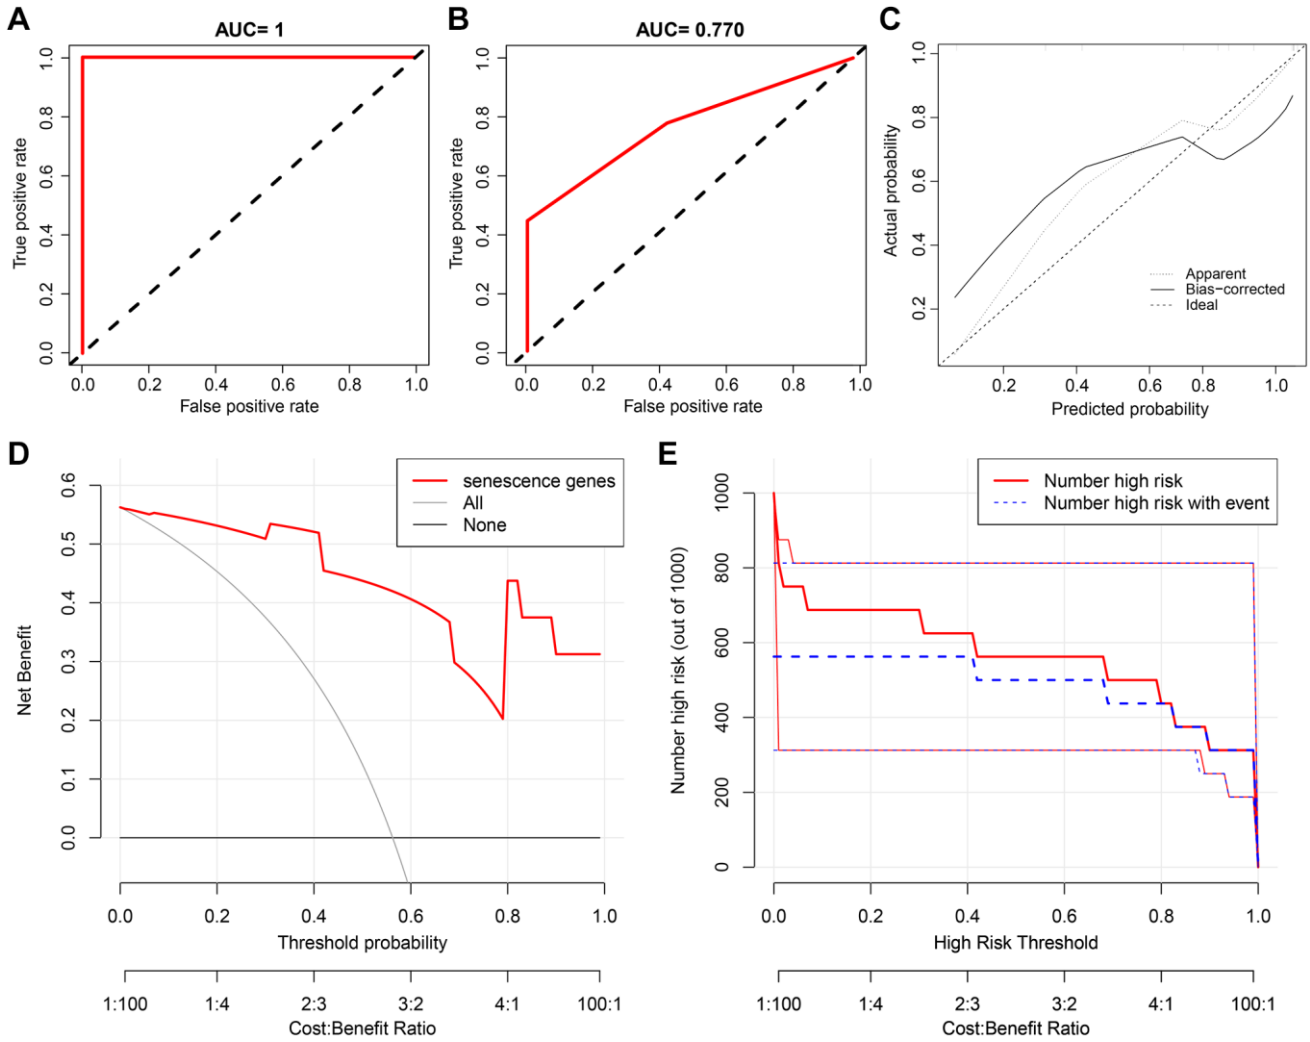 A
AUC= 1
True positive rate
1.0
0.8
0.6
0.4
0.2
0.0
0.0 0.2 0.4 0.6 0.8 1.0
False positive rate
B
AUC= 0.770
True positive rate
1.0
0.8
0.6
0.4
0.2
0.0
0.0 0.2 0.4 0.6 0.8 1.0
False positive rate
C
Actual probability
1.0
0.8
0.6
0.4
0.2
Apparent
Bias−corrected
Ideal
0.2 0.4 0.6 0.8 1.0
Predicted probability
D
Net Benefit
0.6
0.5
0.4
0.3
0.2
0.1
0.0
senescence genes
All
None
0.0 0.2 0.4 0.6 0.8 1.0
Threshold probability
1:100 1:4 2:3 3:2 4:1 100:1
Cost:Benefit Ratio
E
Number high risk (out of 1000)
1000
800
600
400
200
0
Number high risk
Number high risk with event
0.0 0.2 0.4 0.6 0.8 1.0
High Risk Threshold
1:100 1:4 2:3 3:2 4:1 100:1
Cost:Benefit Ratio